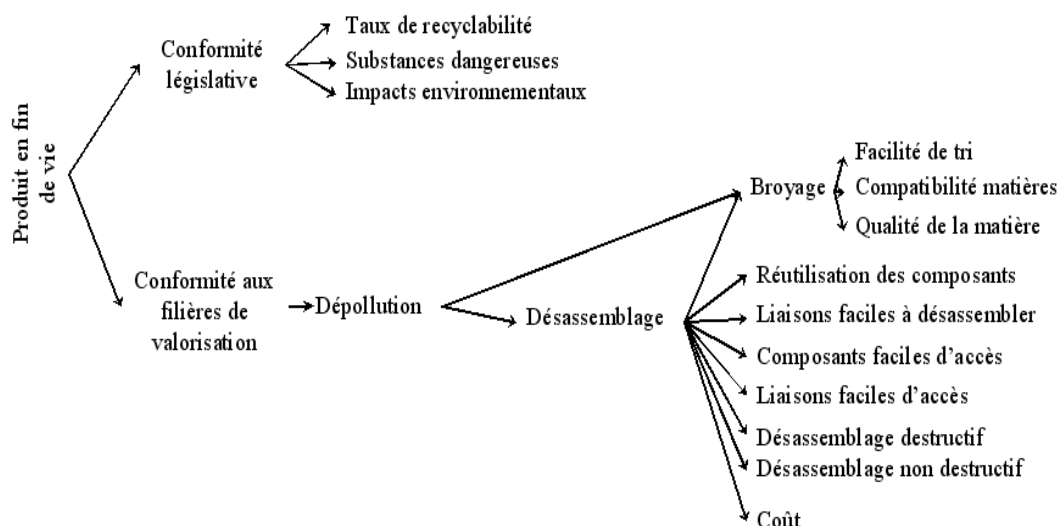 Produit en fin
de vie
Conformité
législative
Taux de recyclabilité
Substances dangereuses
Impacts environnementaux
Conformité aux
filières de
valorisation
Dépollution
Désassemblage
Broyage
Facilité de tri
Compatibilité matières
Qualité de la matière
Réutilisation des composants
Liaisons faciles à désassembler
Composants faciles d'accès
Liaisons faciles d'accès
Désassemblage destructif
Désassemblage non destructif
Coût